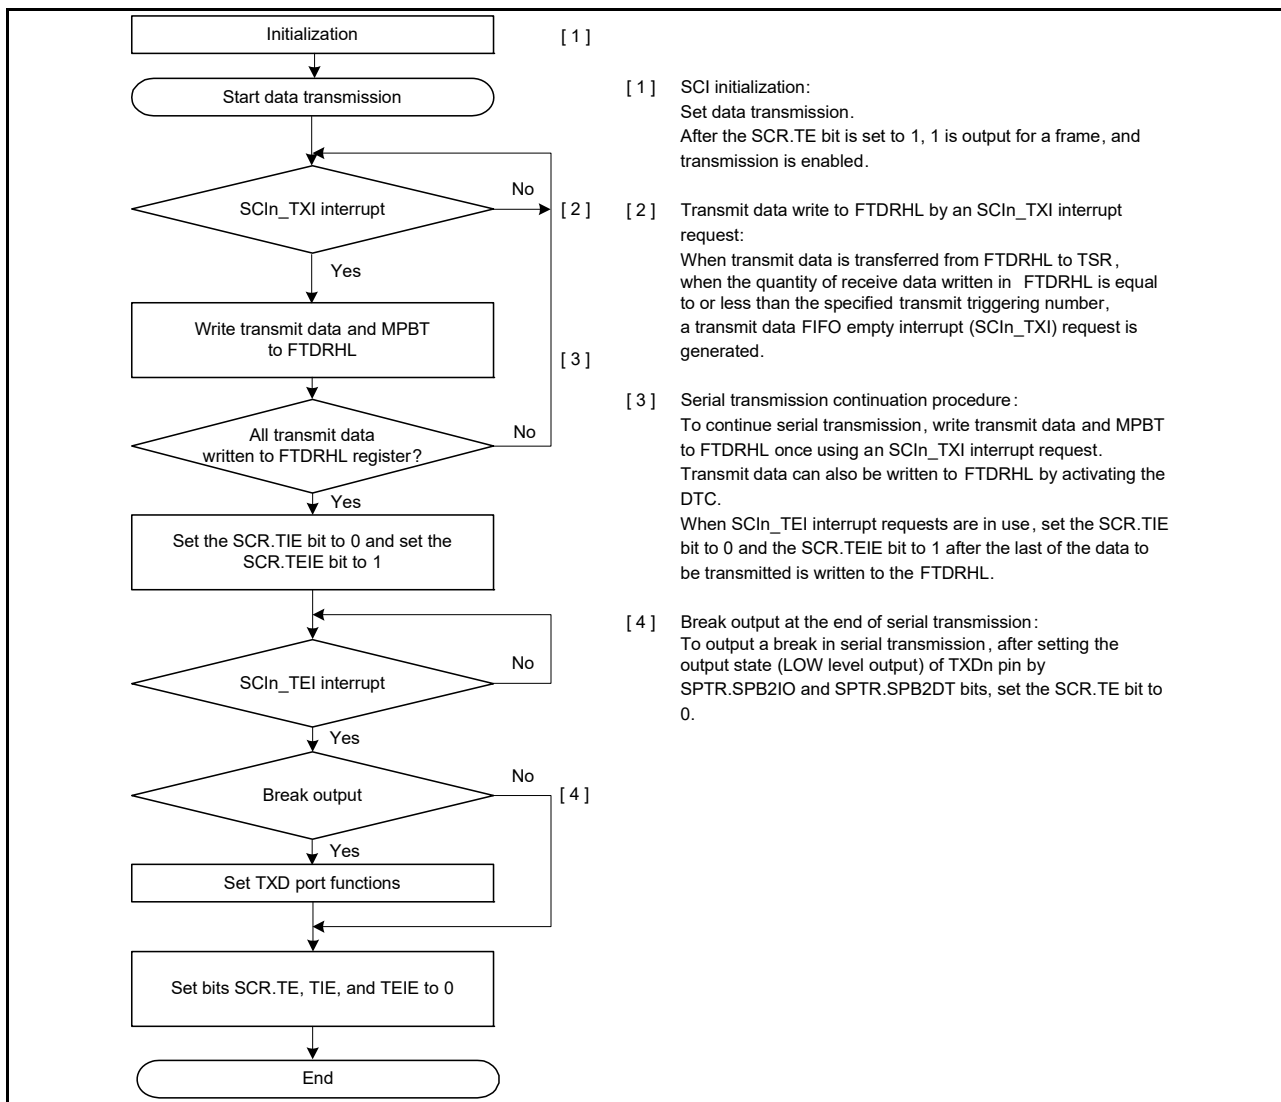 Initialization
[ 1 ]
Start data transmission
SCIn_TXI interrupt
No
[ 2 ]
Yes
Write transmit data and MPBT
to FTDRHL
[ 3 ]
All transmit data
written to FTDRHL register?
No
Yes
Set the SCR.TIE bit to 0 and set the
SCR.TEIE bit to 1
SCIn_TEI interrupt
No
Yes
Break output
No
[ 4 ]
Yes
Set TXD port functions
Set bits SCR.TE, TIE, and TEIE to 0
End
[ 1 ] SCI initialization:
Set data transmission.
After the SCR.TE bit is set to 1, 1 is output for a frame, and
transmission is enabled.
[ 2 ] Transmit data write to FTDRHL by an SCIn_TXI interrupt
request:
When transmit data is transferred from FTDRHL to TSR,
when the quantity of receive data written in FTDRHL is equal
to or less than the specified transmit triggering number,
a transmit data FIFO empty interrupt (SCIn_TXI) request is
generated.
[ 3 ] Serial transmission continuation procedure:
To continue serial transmission, write transmit data and MPBT
to FTDRHL once using an SCIn_TXI interrupt request.
Transmit data can also be written to FTDRHL by activating the
DTC.
When SCIn_TEI interrupt requests are in use, set the SCR.TIE
bit to 0 and the SCR.TEIE bit to 1 after the last of the data to
be transmitted is written to the FTDRHL.
[ 4 ] Break output at the end of serial transmission:
To output a break in serial transmission, after setting the
output state (LOW level output) of TXDn pin by
SPTR.SPB2IO and SPTR.SPB2DT bits, set the SCR.TE bit to
0.